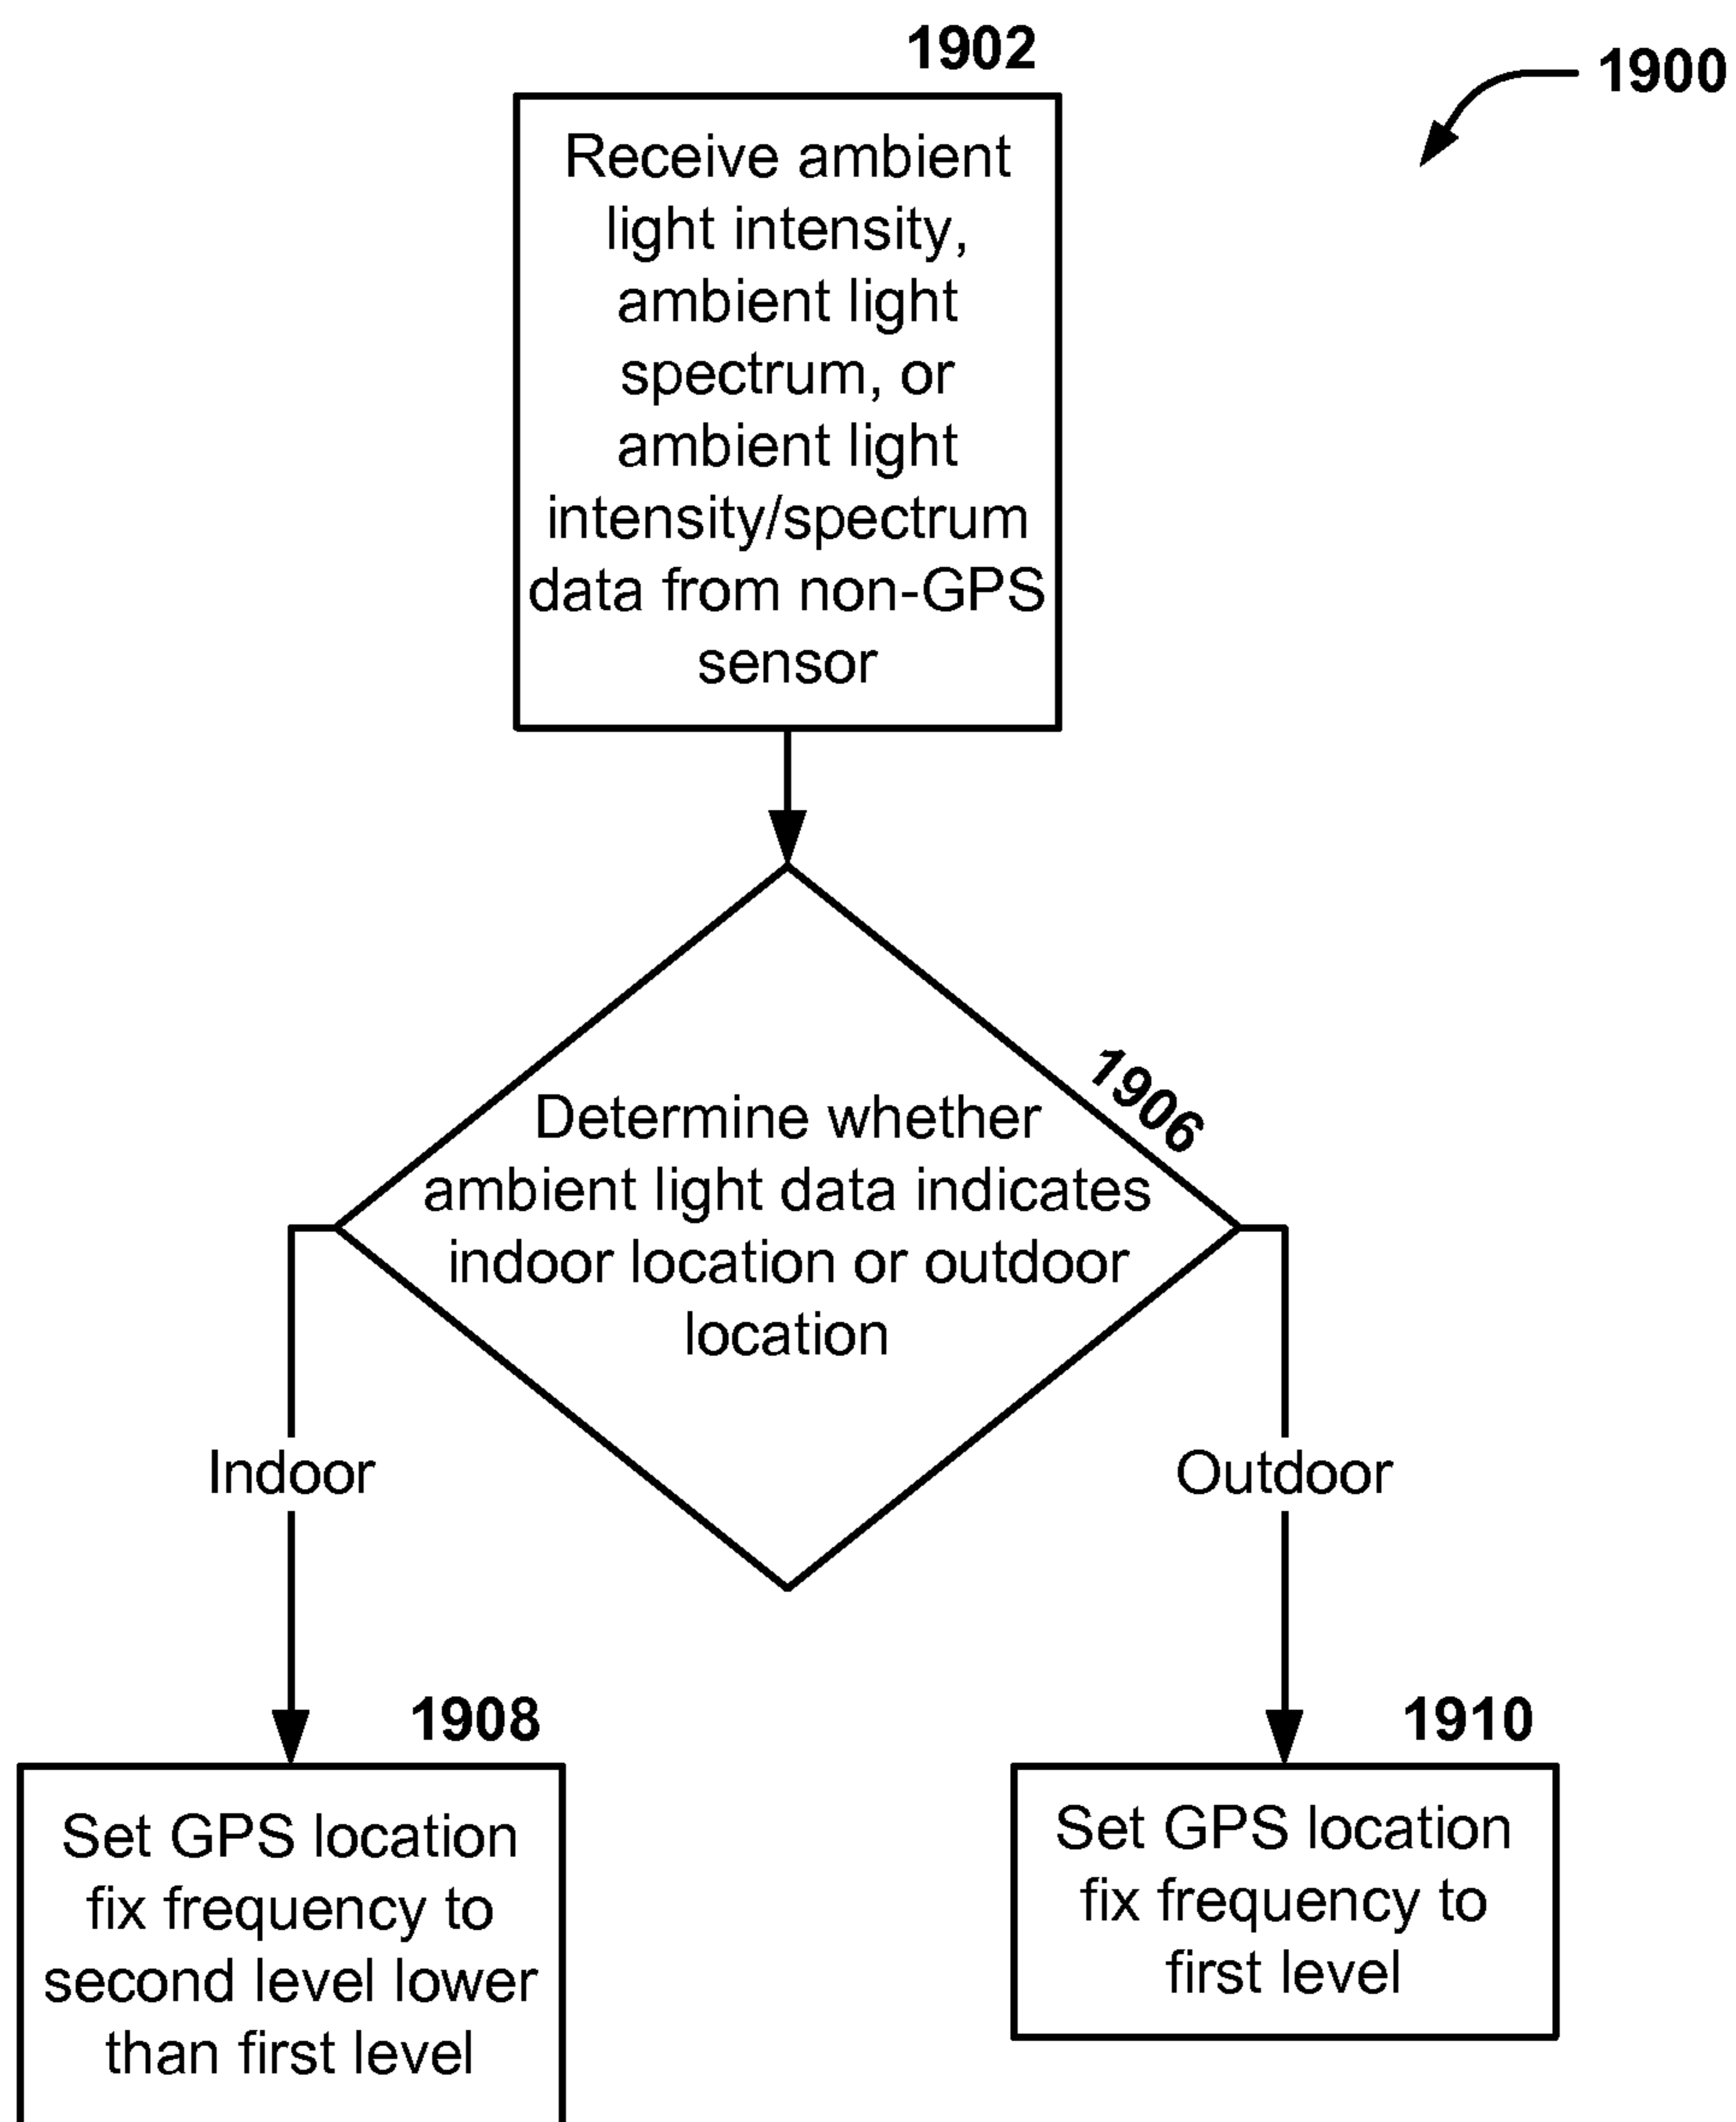 1902
1900
Receive ambient
light intensity,
ambient light
spectrum, or
ambient light
intensity/spectrum
data from non-GPS
sensor
1906
Determine whether
ambient light data indicates
indoor location or outdoor
location
Indoor
Outdoor
1908
Set GPS location
fix frequency to
second level lower
than first level
1910
Set GPS location
fix frequency to
first level